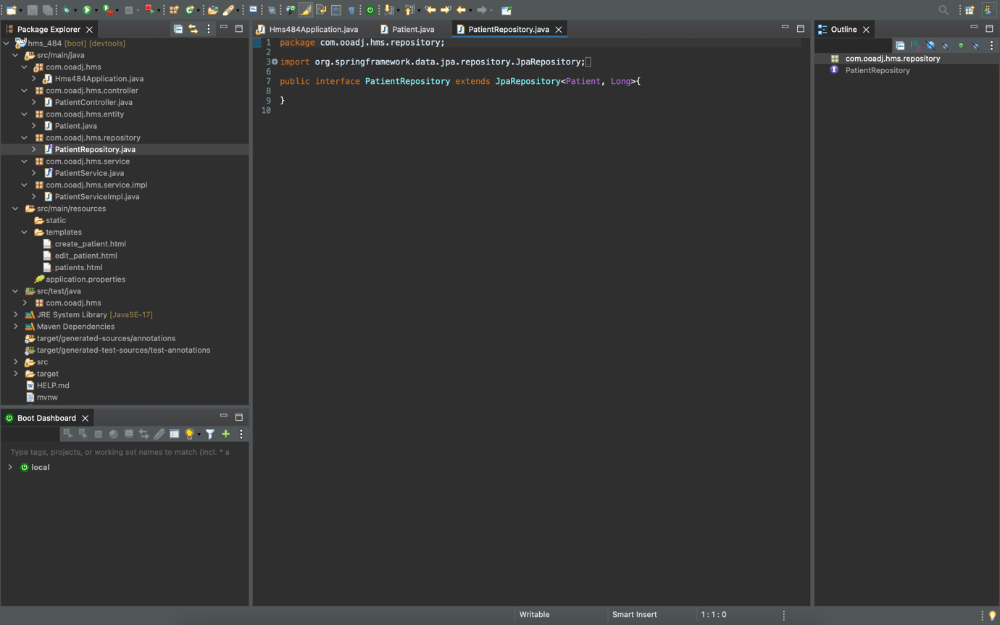 Package Explorer
hms_484 [boot] [devtools]
src/main/java
com.ooadj.hms
Hms484Application.java
com.ooadj.hms.controller
PatientController.java
com.ooadj.hms.entity
Patient.java
com.ooadj.hms.repository
PatientRepository.java
com.ooadj.hms.service
PatientService.java
com.ooadj.hms.service.impl
PatientServiceImpl.java
src/main/resources
static
templates
create_patient.html
edit_patient.html
patients.html
application.properties
src/test/java
com.ooadj.hms
JRE System Library [JavaSE-17]
Maven Dependencies
target/generated-sources/annotations
target/generated-test-sources/test-annotations
src
target
HELP.md
mvnw
Boot Dashboard
Type tags, projects, or working set names to match (incl. * a
local
Hms484Application.java Patient.java PatientRepository.java
1 package com.ooadj.hms.repository;
2
3 import org.springframework.data.jpa.repository.JpaRepository;
6
7 public interface PatientRepository extends JpaRepository<Patient, Long>{
8
9 }
10
Outline
com.ooadj.hms.repository
PatientRepository
Writable Smart Insert 1 : 1 : 0